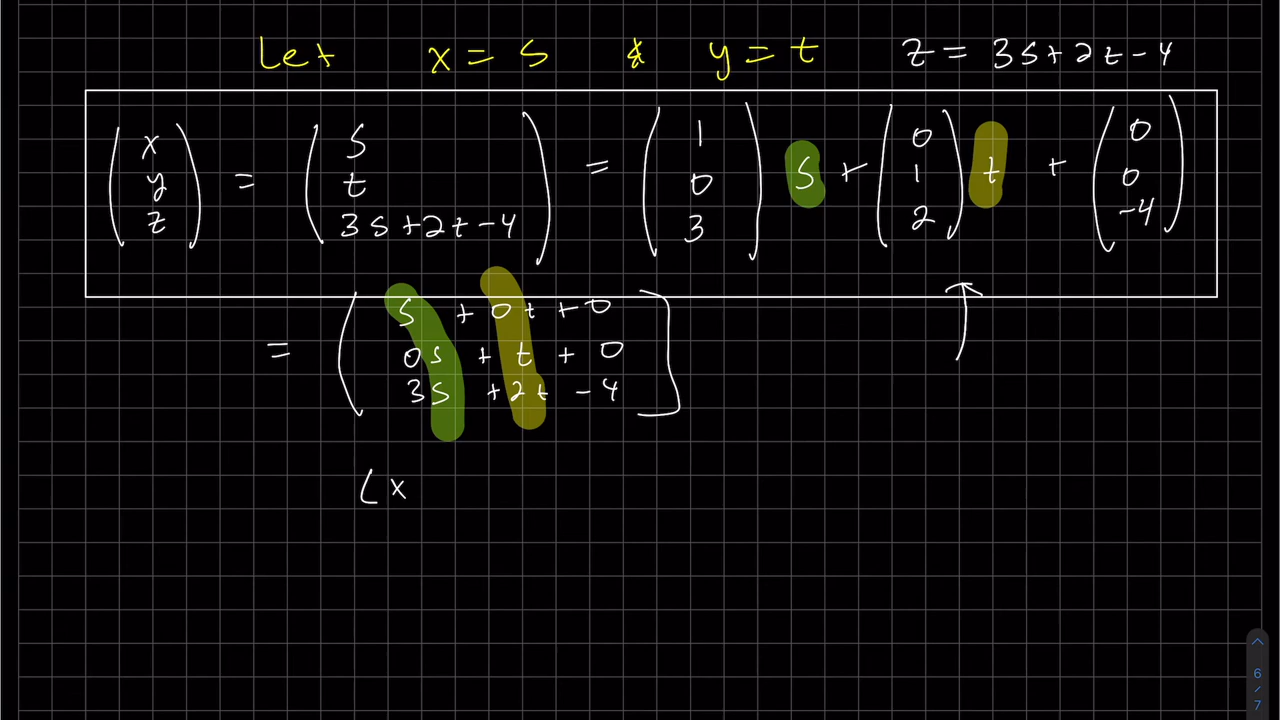 Let x = s & y = t z = 3s+2t-4
(x y z) = (s t 3s+2t-4) = (1 0 3) s + (0 1 2) t + (0 0 -4)
= (s + 0t + 0
0s + t + 0
3s + 2t - 4]
(x
6
/
7